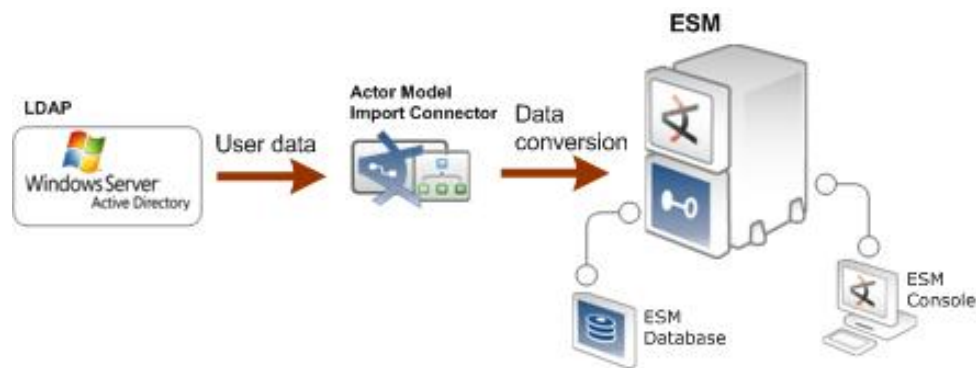 ESM
LDAP
Windows Server
Active Directory
User data
Actor Model
Import Connector
Data
conversion
ESM
Database
ESM
Console